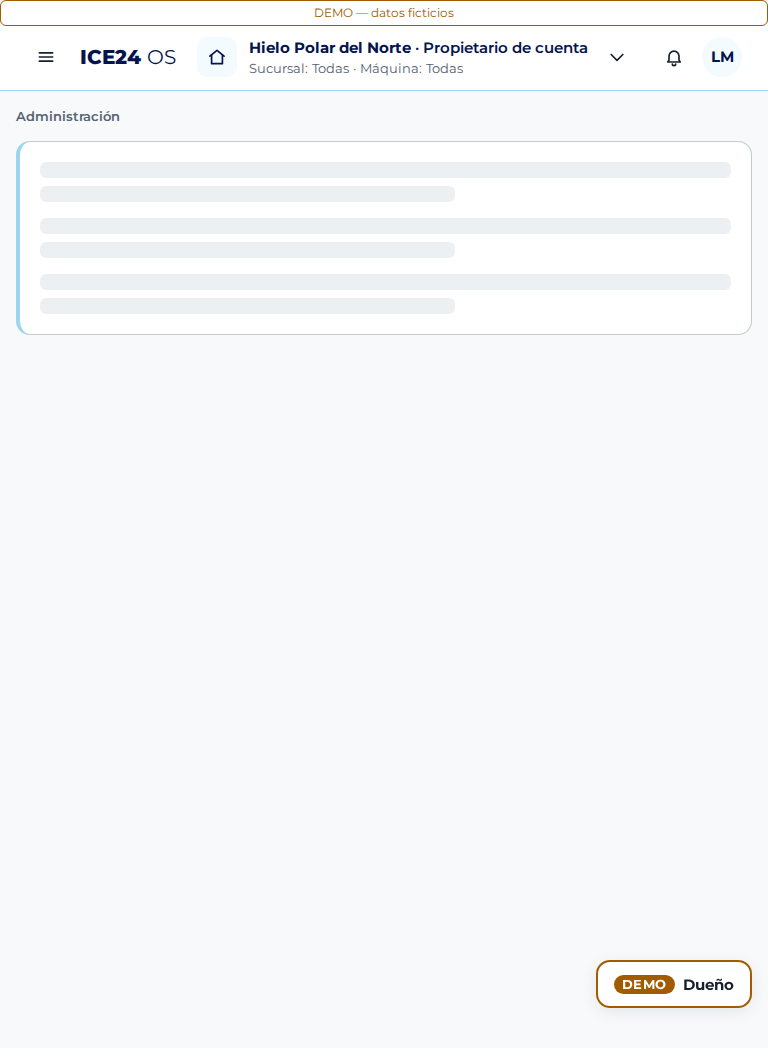 DEMO — datos ficticios
ICE24 OS
Hielo Polar del Norte · Propietario de cuenta
Sucursal: Todas · Máquina: Todas
LM
Administración
DEMO Dueño